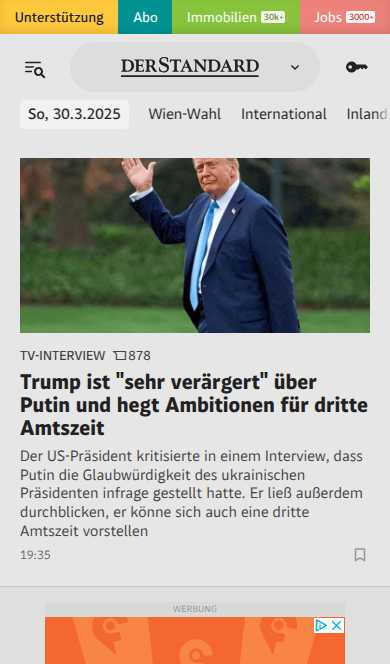 Unterstützung Abo Immobilien 30k+ Jobs 3000+
DERSTANDARD
So, 30.3.2025 Wien-Wahl International Inland
TV-INTERVIEW 878
Trump ist "sehr verärgert" über
Putin und hegt Ambitionen für dritte
Amtszeit
Der US-Präsident kritisierte in einem Interview, dass
Putin die Glaubwürdigkeit des ukrainischen
Präsidenten infrage gestellt hatte. Er ließ außerdem
durchblicken, er könne sich auch eine dritte
Amtszeit vorstellen
19:35
WERBUNG